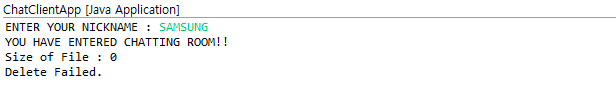 ChatClientApp [Java Application]
ENTER YOUR NICKNAME : SAMSUNG
YOU HAVE ENTERED CHATTING ROOM!!
Size of File : 0
Delete Failed.